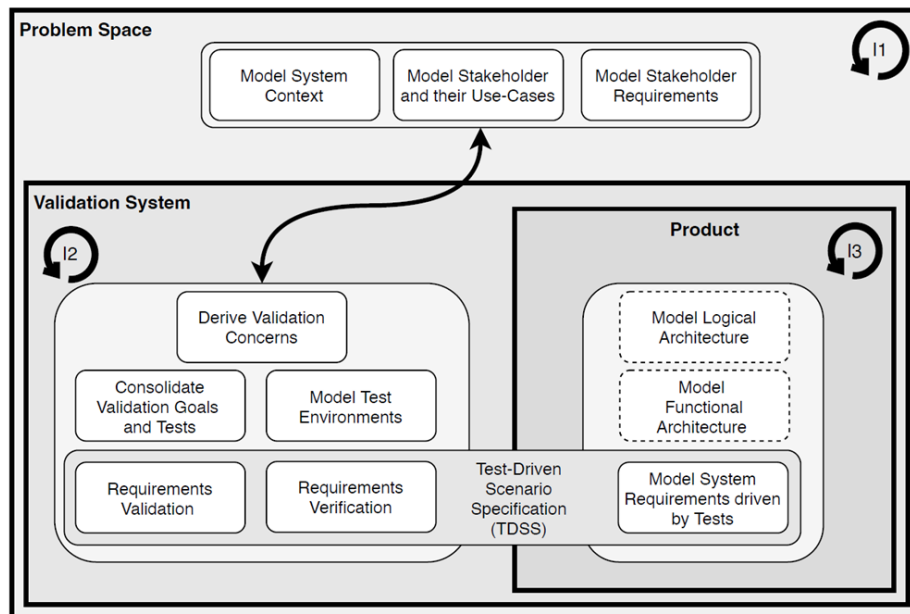 Problem Space
I1
Model System
Context
Model Stakeholder
and their Use-Cases
Model Stakeholder
Requirements
Validation System
I2
Product
I3
Derive Validation
Concerns
Consolidate
Validation Goals
and Tests
Model Test
Environments
Model Logical
Architecture
Model
Functional
Architecture
Requirements
Validation
Requirements
Verification
Test-Driven
Scenario
Specification
(TDSS)
Model System
Requirements driven
by Tests